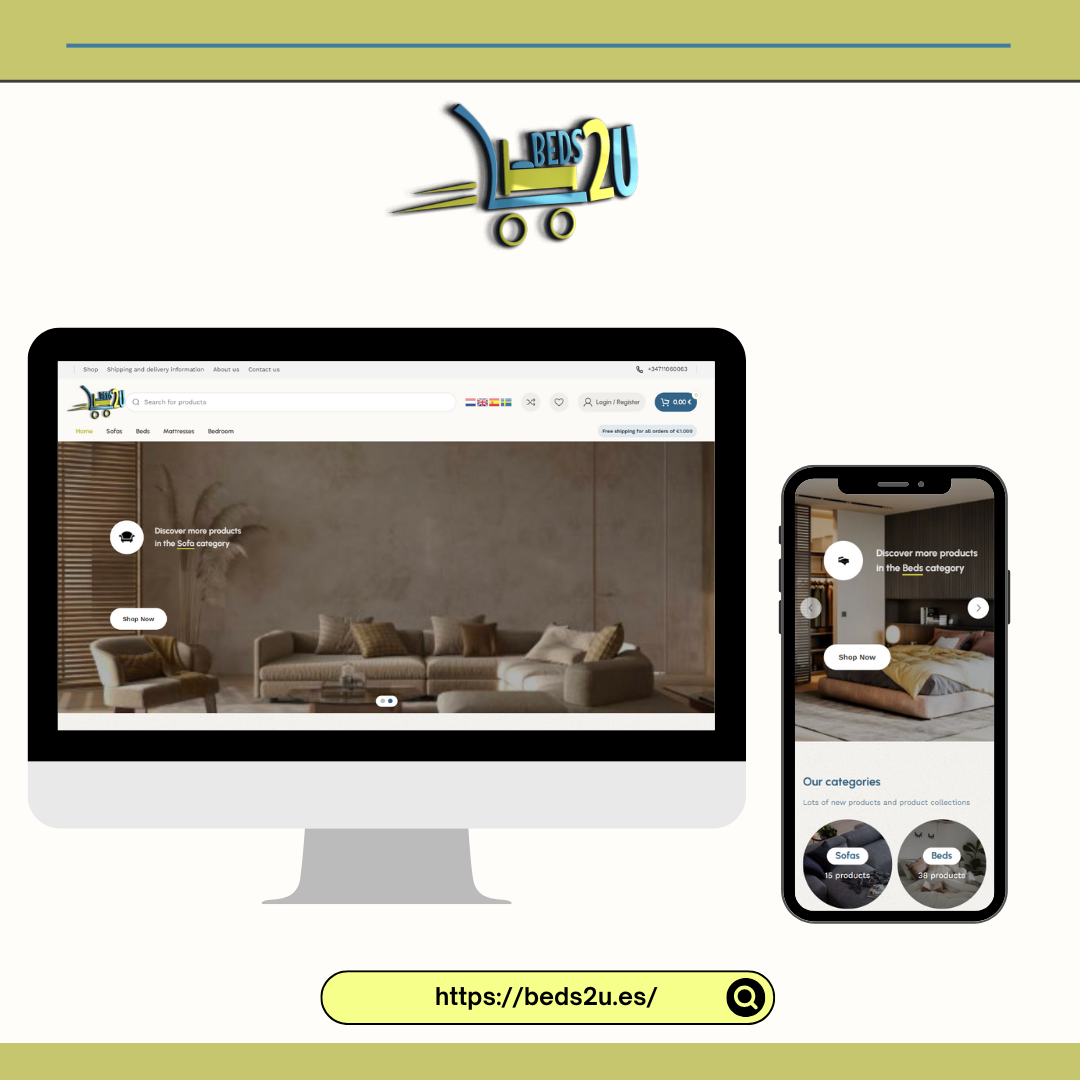 BEDS2U
Shop Shipping and delivery information About us Contact us
+34711060063
BEDS2U
Search for products
Login / Register
0.00 €
Home Sofas Beds Mattresses Bedroom
Free shipping for all orders of €1.000
Discover more products
in the Sofa category
Shop Now
Discover more products
in the Beds category
Shop Now
Our categories
Lots of new products and product collections
Sofas
15 products
Beds
38 products
https://beds2u.es/